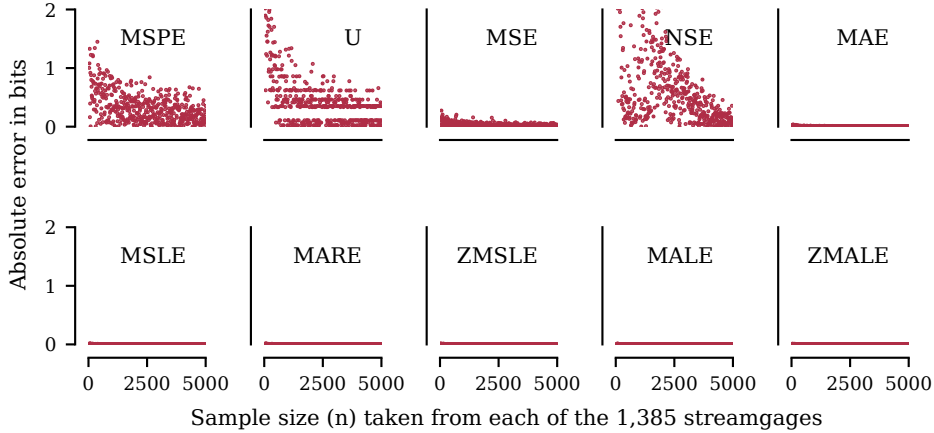 Absolute error in bits
2
1
0
MSPE
U
MSE
NSE
MAE
2
1
0
MSLE
MARE
ZMSLE
MALE
ZMALE
0 2500 5000
0 2500 5000
0 2500 5000
0 2500 5000
0 2500 5000
Sample size (n) taken from each of the 1,385 streamgages